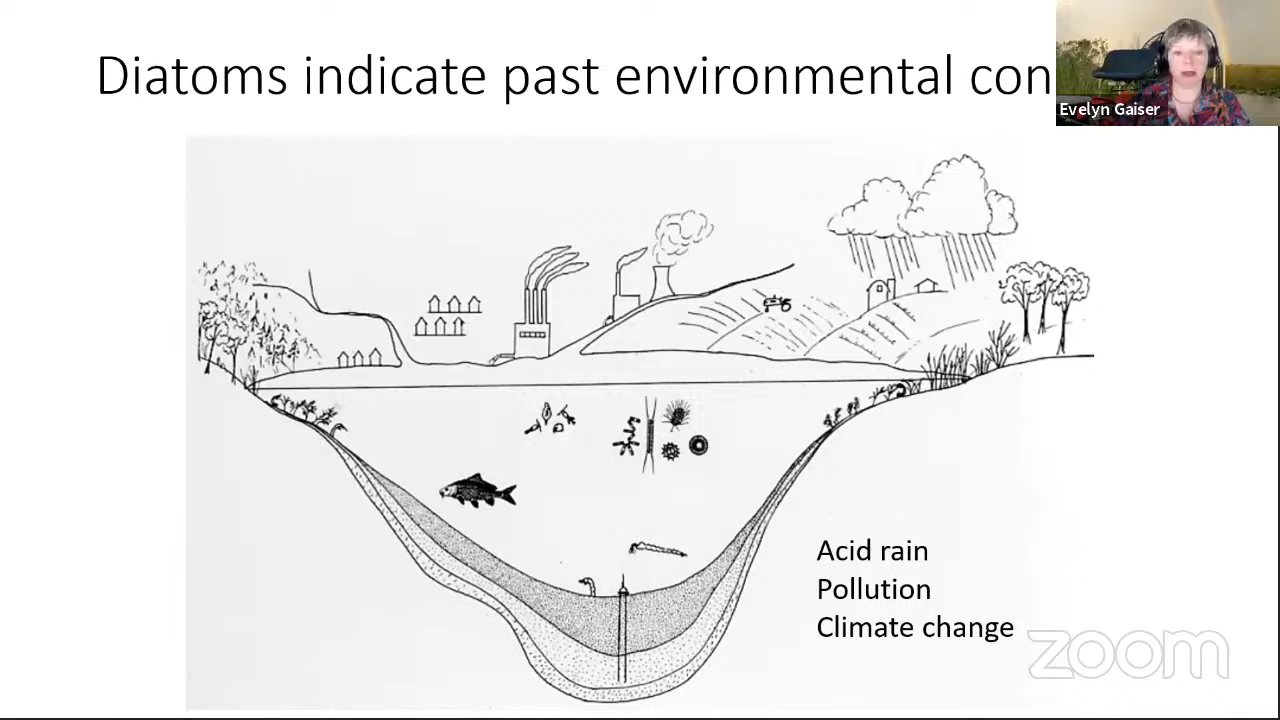 Diatoms indicate past environmental con
Evelyn Gaiser
Acid rain
Pollution
Climate change
zoom